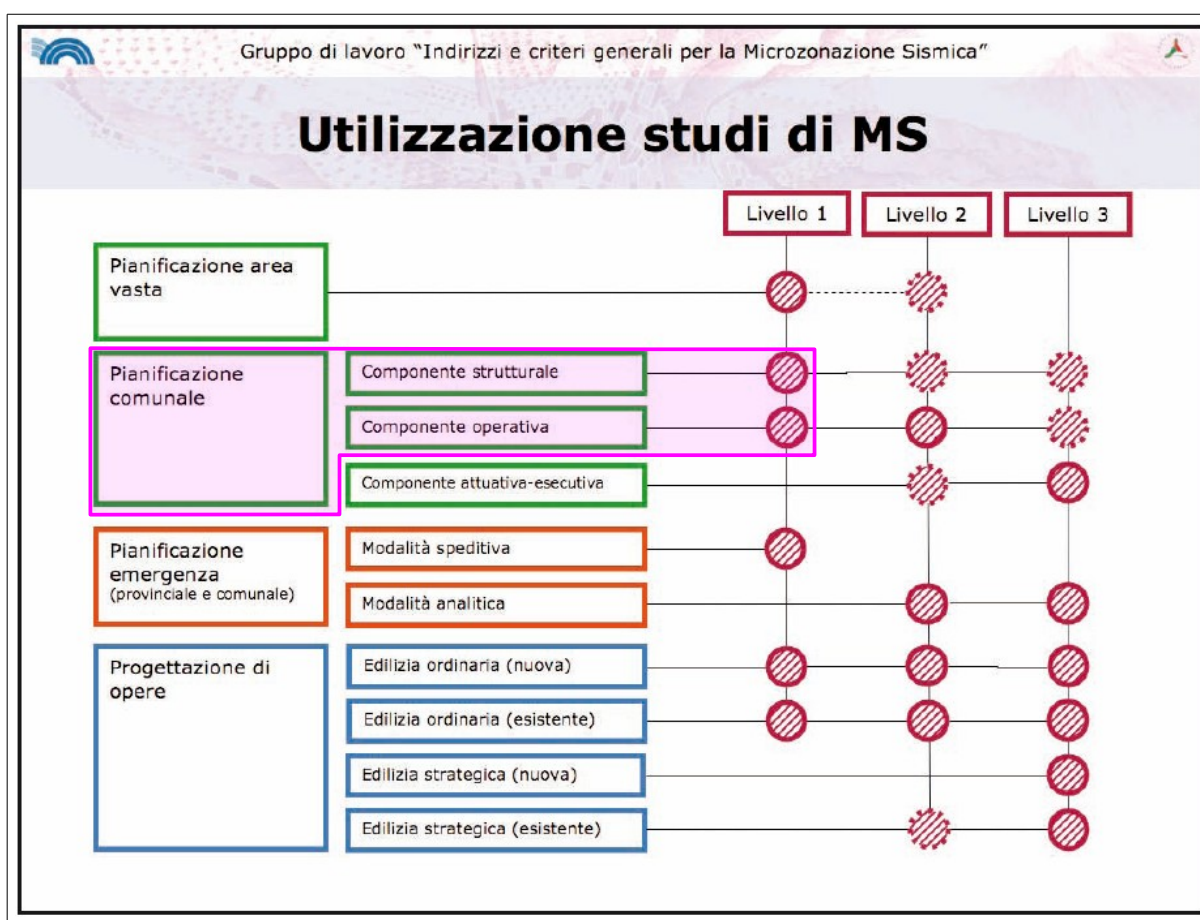 Gruppo di lavoro “Indirizzi e criteri generali per la Microzonazione Sismica”
Utilizzazione studi di MS
Livello 1
Livello 2
Livello 3
Pianificazione area
vasta
Pianificazione
comunale
Componente strutturale
Componente operativa
Componente attuativa-esecutiva
Pianificazione
emergenza
(provinciale e comunale)
Modalità speditiva
Modalità analitica
Progettazione di
opere
Edilizia ordinaria (nuova)
Edilizia ordinaria (esistente)
Edilizia strategica (nuova)
Edilizia strategica (esistente)